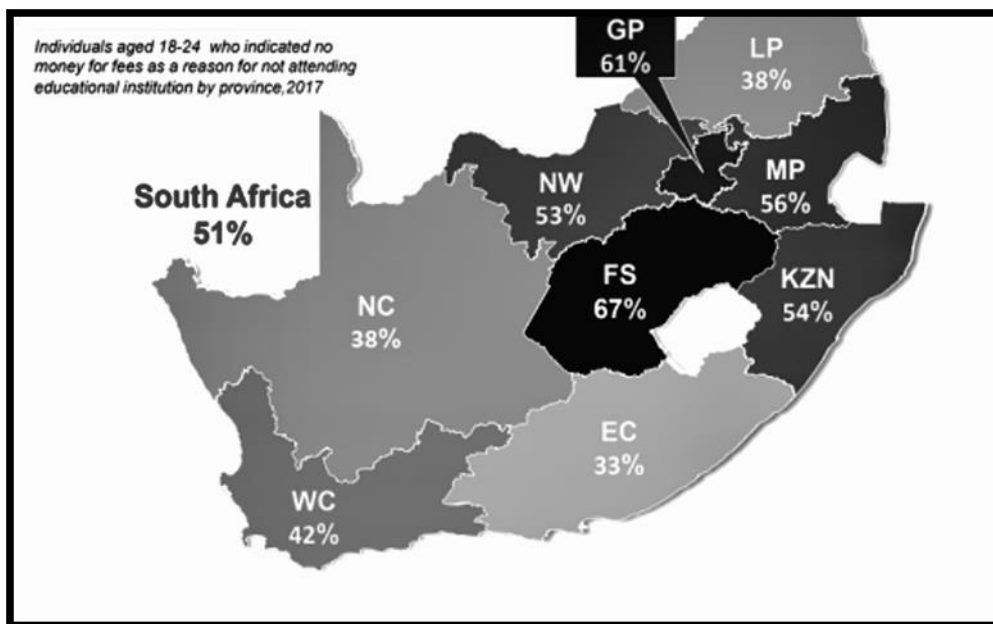 Individuals aged 18-24 who indicated no
money for fees as a reason for not attending
educational institution by province,2017
GP
61%
LP
38%
South Africa
51%
NW
53%
MP
56%
FS
67%
KZN
54%
NC
38%
EC
33%
WC
42%